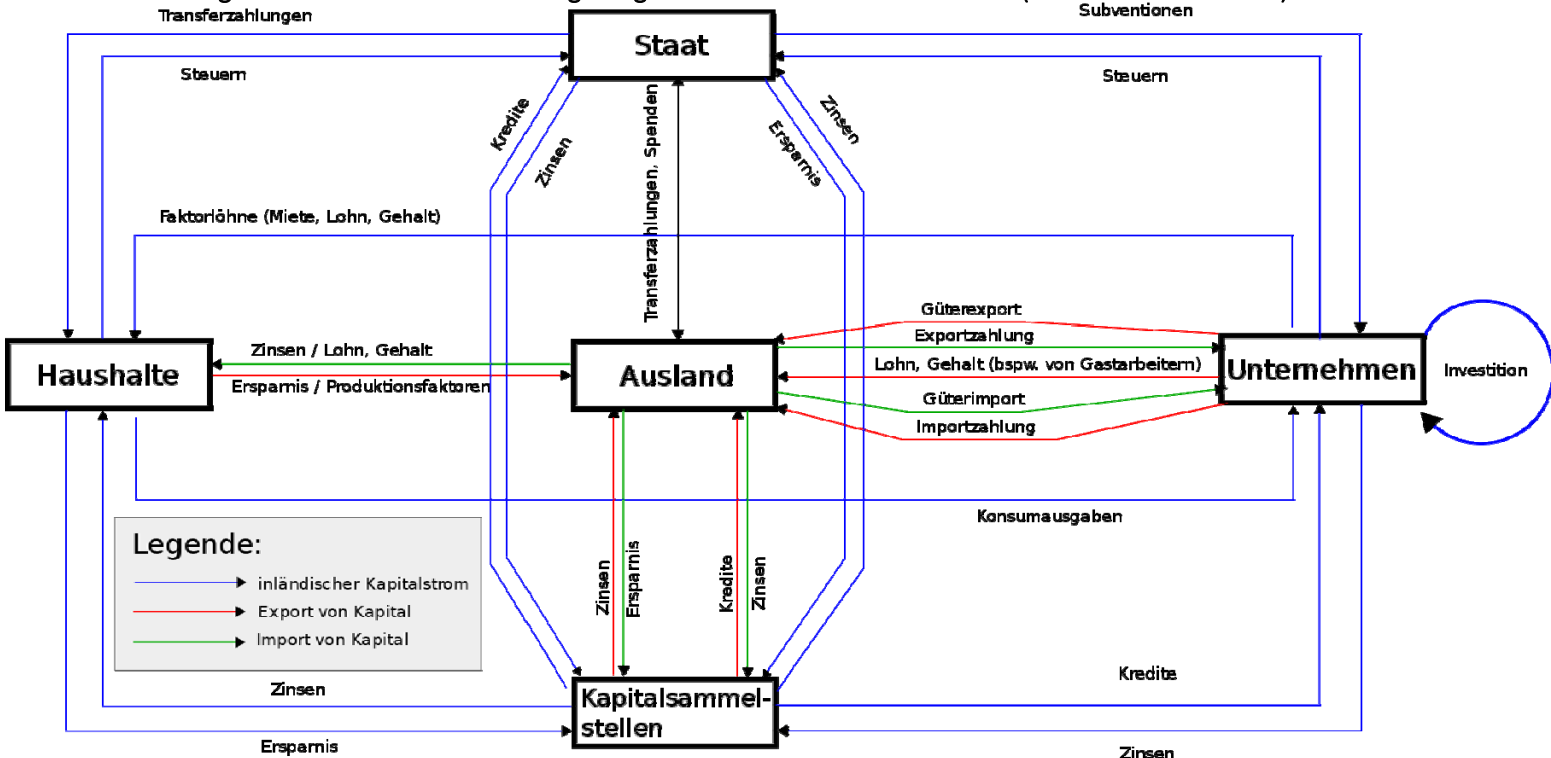 Transferzahlungen
Subventionen
Staat
Steuern
Steuern
Kredite
Zinsen
Transferzahlungen, Spenden
Ersparnis
Zinsen
Faktorlöhne (Miete, Lohn, Gehalt)
Güterexport
Exportzahlung
Zinsen / Lohn, Gehalt
Lohn, Gehalt (bspw. von Gastarbeitern)
Haushalte
Ausland
Unternehmen
Investition
Ersparnis / Produktionsfaktoren
Güterimport
Importzahlung
Konsumausgaben
Legende:
inländischer Kapitalstrom
Export von Kapital
Import von Kapital
Zinsen
Ersparnis
Kredite
Zinsen
Kredite
Zinsen
Kapitalsammel-
stellen
Ersparnis
Zinsen